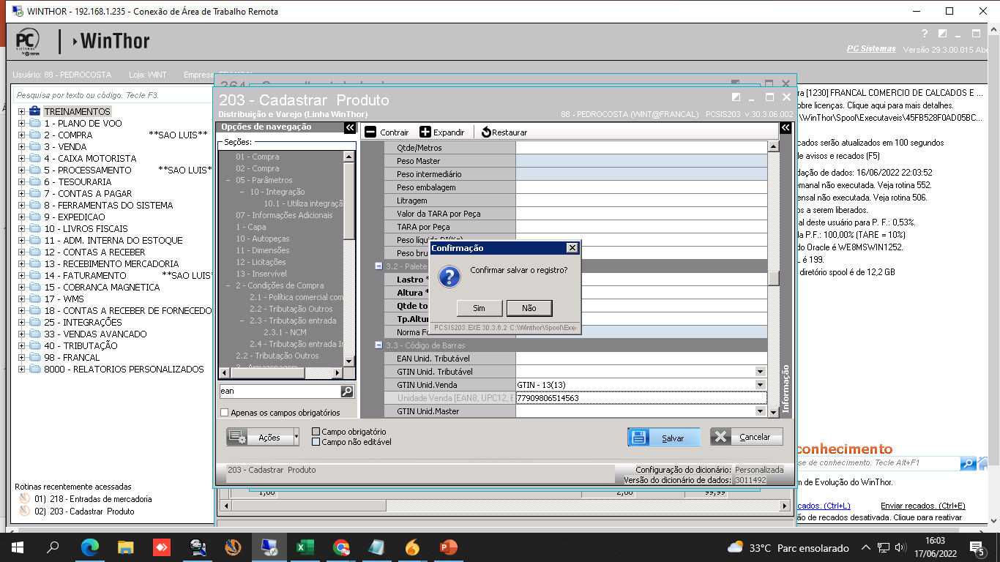 WINTHOR - 192.168.1.235 - Conexão de Área de Trabalho Remota
PC SISTEMAS
WinThor
PC Sistemas Versão 29.3.00.015
Usuário: 88 - PEDROCOSTA Loja: WINT Empresa: FRANCAL
Pesquisa por texto ou código. Tecle F3.
TREINAMENTOS
1 - PLANO DE VOO
2 - COMPRA **SAO LUIS**
3 - VENDA
4 - CAIXA MOTORISTA
5 - PROCESSAMENTO **SAO LUIS*
6 - TESOURARIA
7 - CONTAS A PAGAR
8 - FERRAMENTAS DO SISTEMA
9 - EXPEDICAO
10 - LIVROS FISCAIS
11 - ADM. INTERNA DO ESTOQUE
12 - CONTAS A RECEBER
13 - RECEBIMENTO MERCADORIA
14 - FATURAMENTO **SAO LUIS
15 - COBRANCA MAGNETICA
17 - WMS
18 - CONTAS A RECEBER DE FORNECEDO
25 - INTEGRAÇÕES
33 - VENDAS AVANCADO
40 - TRIBUTAÇÃO
98 - FRANCAL
8000 - RELATORIOS PERSONALIZADOS
Rotinas recentemente acessadas
01) 218 - Entradas de mercadoria
02) 203 - Cadastrar Produto
203 - Cadastrar Produto
Distribuição e Varejo (Linha WinThor) 88 - PEDROCOSTA (WINT@FRANCAL) PCSIS203 v.30.3.06.002
Opções de navegação
Seções:
01 - Compra
02 - Compra
05 - Parâmetros
10 - Integração
10.1 - Utiliza integraçã
07 - Informações Adicionais
1 - Capa
10 - Autopeças
11 - Dimensões
12 - Licitações
13 - Inservível
2 - Condições de Compra
2.1 - Política comercial com
2.2 - Tributação Outros
2.3 - Tributação entrada
2.3.1 - NCM
2.4 - Tributação entrada I
2.2 - Tributação Outros
3 - Armazenagem
ean
Apenas os campos obrigatórios
Contrair Expandir Restaurar
Qtde/Metros
Peso Master
Peso intermediário
Peso embalagem
Litragem
Valor da TARA por Peça
TARA por Peça
Peso líquido DI(Kg)
Peso bru
3.2 - Palete
Lastro *
Altura *
Qtde to
Tp.Altur
Norma Fo
3.3 - Código de Barras
EAN Unid. Tributável
GTIN Unid. Tributável
GTIN Unid.Venda GTIN - 13(13)
Unidade Venda [EAN8, UPC12, E 77909806514563
GTIN Unid.Master
Informação
Confirmação
Confirmar salvar o registro?
Sim Não
PCSIS203.EXE 30.3.6.2 C:\Winthor\Spool\Exe
Ações
Campo obrigatório
Campo não editável
Salvar Cancelar
203 - Cadastrar Produto
Configuração do dicionário: Personalizada
Versão do dicionário de dados: 3011492
1,00 2,00 99,99
ra [1230] FRANCAL COMERCIO DE CALCADOS E ...
obre licenças. Clique aqui para mais detalhes.
\WinThor\Spool\Executaveis\45FB528F0AD05BC...
cados serão atualizados em 100 segundos
e avisos e recados (F5)
dação de dados: 16/06/2022 22:03:52
emanal não executada. Veja rotina 552.
ensal não executada. Veja rotina 506.
s a serem liberados.
al deste usuário para P. F.: 0,53%.
a P.F.: 100,00% (TARE = 10%)
do Oracle é WE8MSWIN1252.
L é 199.
diretório spool é de 12,2 GB
conhecimento
se de conhecimento. Tecle Alt+F1
m de Evolução do WinThor.
cados. (Ctrl+L) Enviar recados. (Ctrl+E)
ão de recados desativada. Clique para reativar
33°C Parc ensolarado
16:03
17/06/2022
5